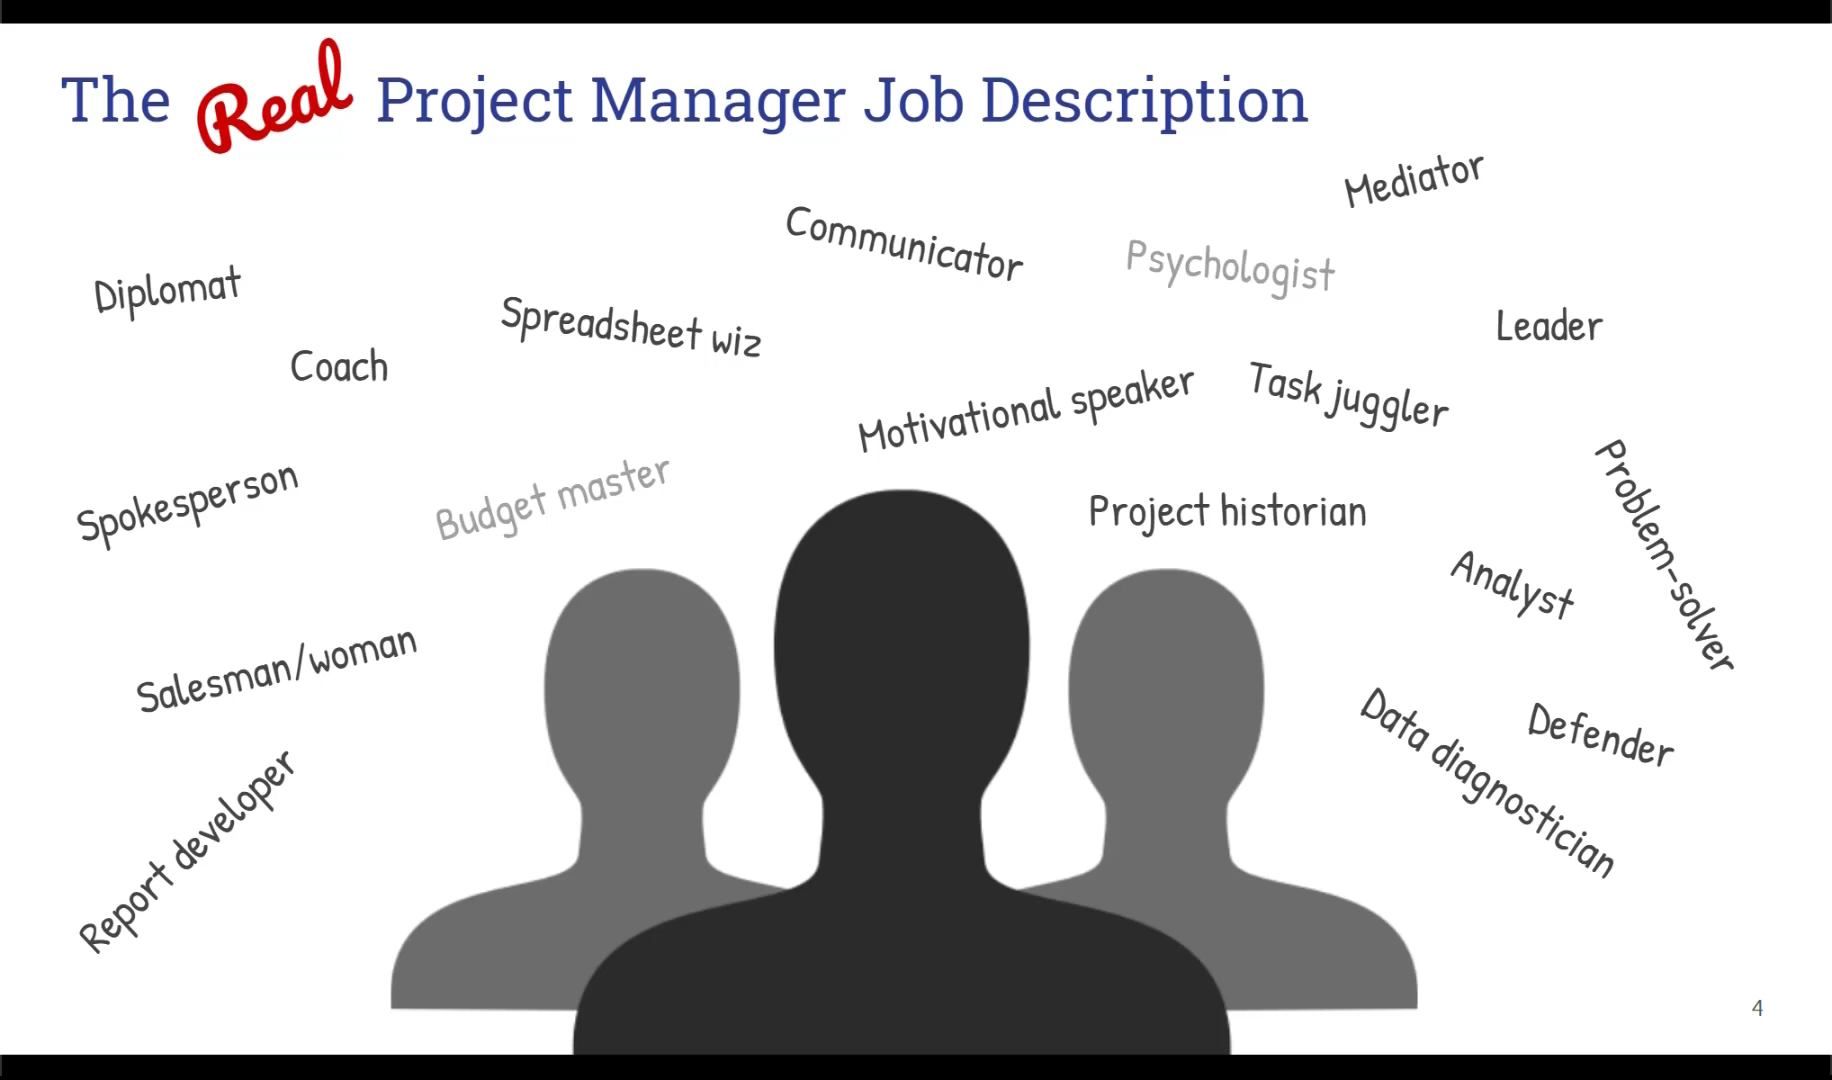 The Real Project Manager Job Description
Mediator
Communicator
Psychologist
Diplomat
Spreadsheet wiz
Leader
Coach
Motivational speaker
Task juggler
Spokesperson
Budget master
Project historian
Problem-solver
Analyst
Salesman/woman
Data diagnostician
Defender
Report developer
4